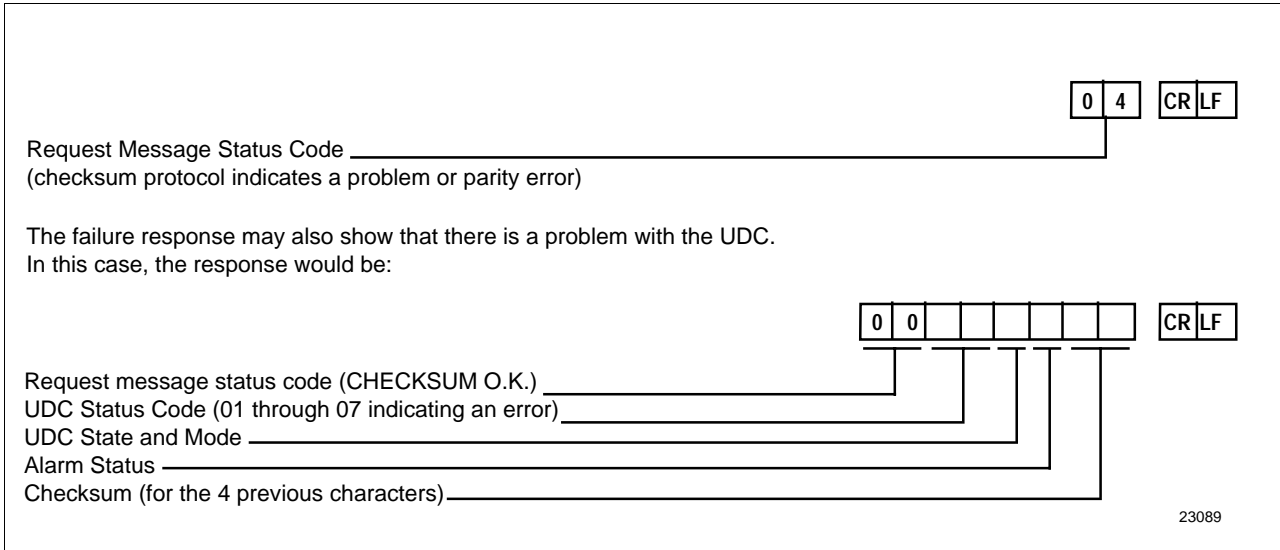 0 4 CR LF
Request Message Status Code
(checksum protocol indicates a problem or parity error)
The failure response may also show that there is a problem with the UDC.
In this case, the response would be:
0 0 CR LF
Request message status code (CHECKSUM O.K.)
UDC Status Code (01 through 07 indicating an error)
UDC State and Mode
Alarm Status
Checksum (for the 4 previous characters)
23089